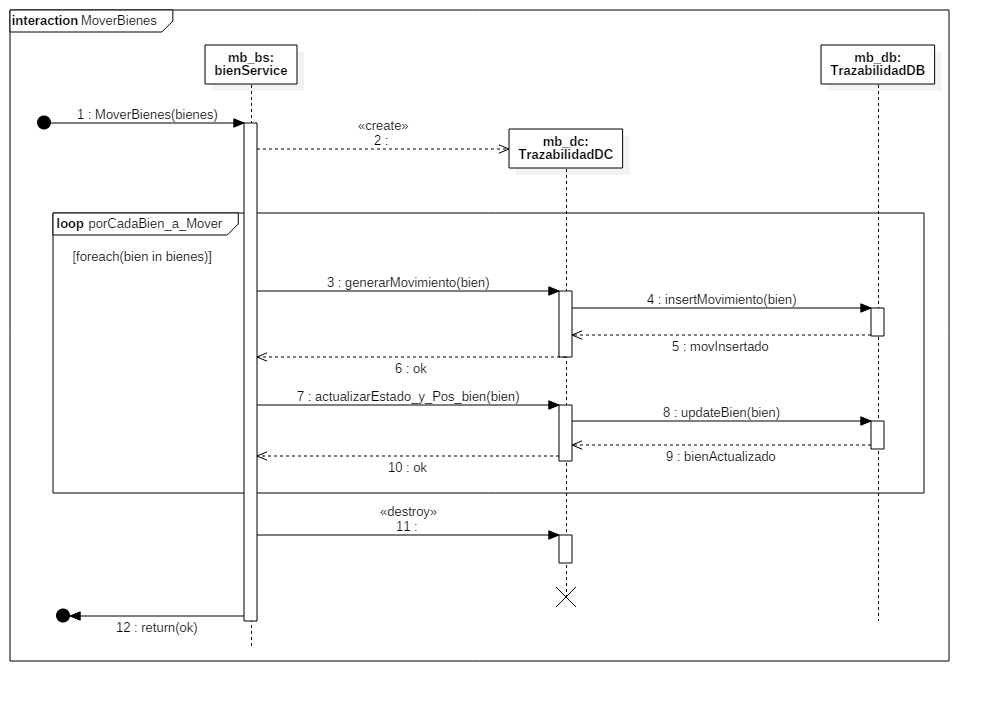 interaction MoverBienes
mb_bs:
bienService
mb_db:
TrazabilidadDB
1 : MoverBienes(bienes)
«create»
2 :
mb_dc:
TrazabilidadDC
loop porCadaBien_a_Mover
[foreach(bien in bienes)]
3 : generarMovimiento(bien)
4 : insertMovimiento(bien)
5 : movInsertado
6 : ok
7 : actualizarEstado_y_Pos_bien(bien)
8 : updateBien(bien)
9 : bienActualizado
10 : ok
«destroy»
11 :
12 : return(ok)